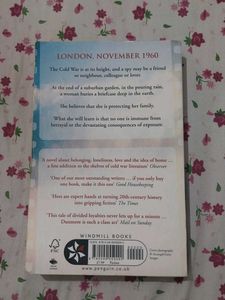 LONDON, NOVEMBER 1960
The Cold War is at its height, and a spy may be a friend
or neighbour, colleague or lover.
At the end of a suburban garden, in the pouring rain,
a woman buries a briefcase deep in the earth.
She believes that she is protecting her family.
What she will learn is that no one is immune from
betrayal or the devastating consequences of exposure.
'A novel about belonging, loneliness, love and the idea of home ...
a fine addition to the shelves of cold war literature' Observer
'One of our most outstanding writers ... if you only buy
one book, make it this one' Good Housekeeping
'Here are expert hands at turning 20th-century history
into gripping fiction' The Times
'This tale of divided loyalties never lets up for a minute ...
Dunmore is such a class act' Mail on Sunday
WINDMILL BOOKS
www.penguin.co.uk